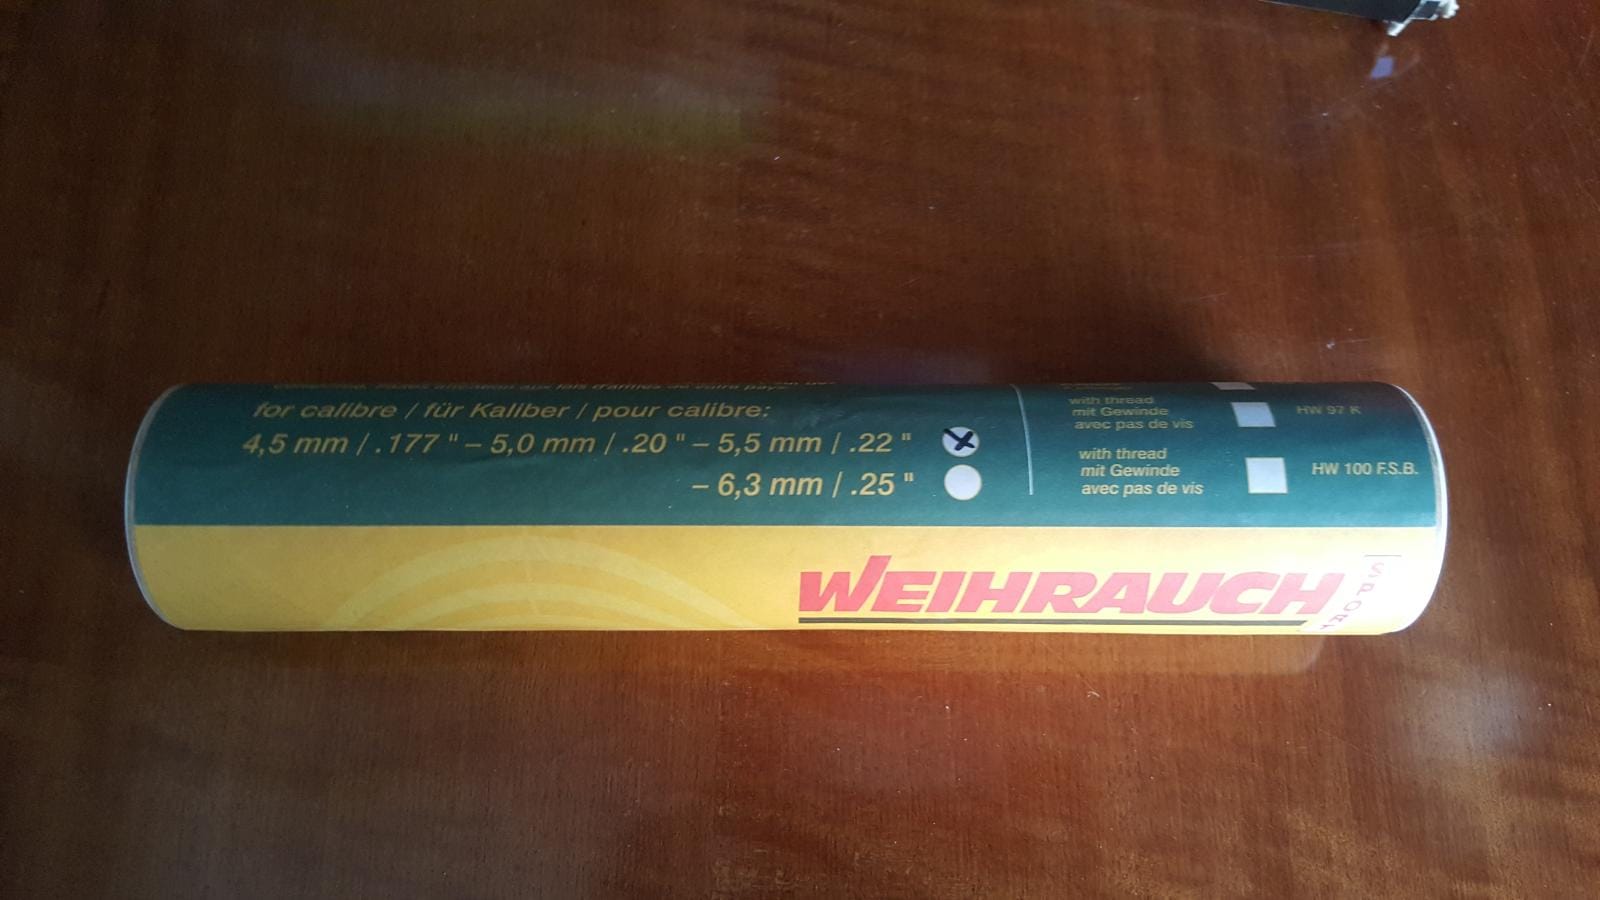 for calibre / für Kaliber / pour calibre:
4,5 mm / .177 " – 5,0 mm / .20 " – 5,5 mm / .22 "
– 6,3 mm / .25 "
with thread
mit Gewinde
avec pas de vis
HW 97 K
with thread
mit Gewinde
avec pas de vis
HW 100 F.S.B.
WEIHRAUCH
SPORT